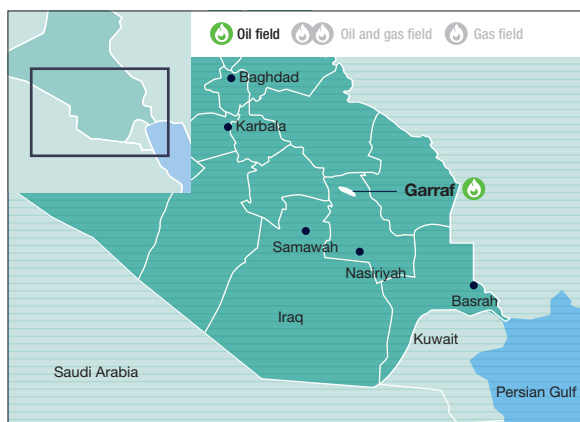 Oil field
Oil and gas field
Gas field
Baghdad
Karbala
Garraf
Samawah
Nasiriyah
Basrah
Iraq
Kuwait
Saudi Arabia
Persian Gulf